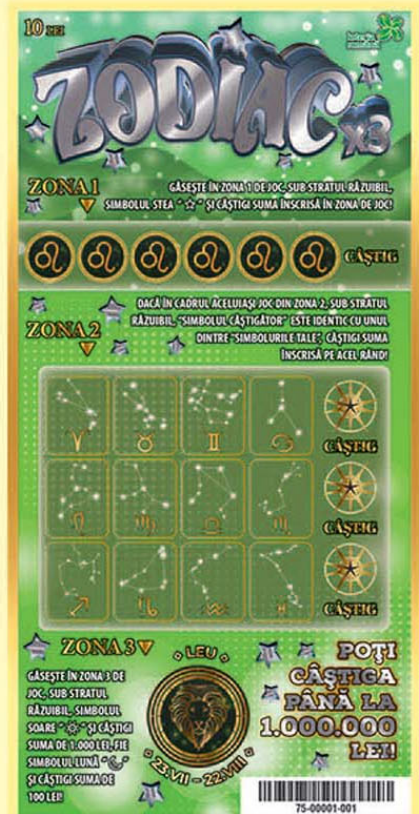 10 LEI
loteria română
ZODIAC
x3
ZONA 1
GĂSEȘTE ÎN ZONA 1 DE JOC, SUB STRATUL RĂZUIBIL,
SIMBOLUL STEA "☆" ȘI CÂȘTIGI SUMA ÎNSCRISĂ ÎN ZONA DE JOC!
CÂȘTIG
ZONA 2
DACĂ ÎN CADRUL ACELUIAȘI JOC DIN ZONA 2, SUB STRATUL
RĂZUIBIL, "SIMBOLUL CÂȘTIGĂTOR" ESTE IDENTIC CU UNUL
DINTRE "SIMBOLURILE TALE", CÂȘTIGI SUMA
ÎNSCRISĂ PE ACEL RÂND!
CÂȘTIG
CÂȘTIG
CÂȘTIG
ZONA 3
GĂSEȘTE ÎN ZONA 3 DE
JOC, SUB STRATUL
RĂZUIBIL, SIMBOLUL
SOARE "☼" ȘI CÂȘTIGI
SUMA DE 1.000 LEI, FIE
SIMBOLUL LUNĂ "☾"
ȘI CÂȘTIGI SUMA DE
100 LEI!
LEU
23.VII - 22.VIII
POȚI
CÂȘTIGA
PÂNĂ LA
1.000.000
LEI!
75-00001-001